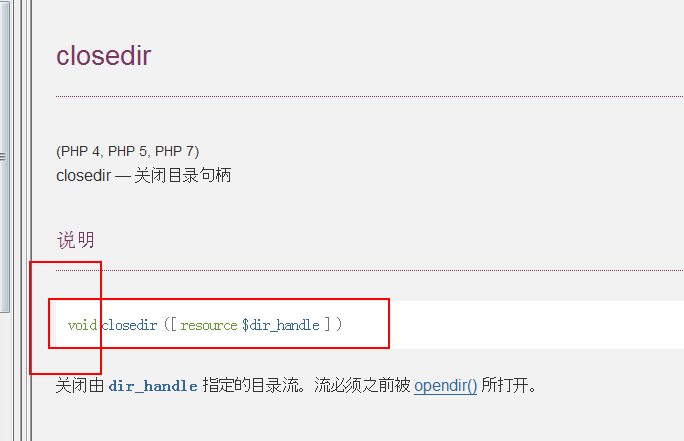 closedir
(PHP 4, PHP 5, PHP 7)
closedir — 关闭目录句柄
说明
void closedir ([ resource $dir_handle ] )
关闭由 dir_handle 指定的目录流。流必须之前被 opendir() 所打开。